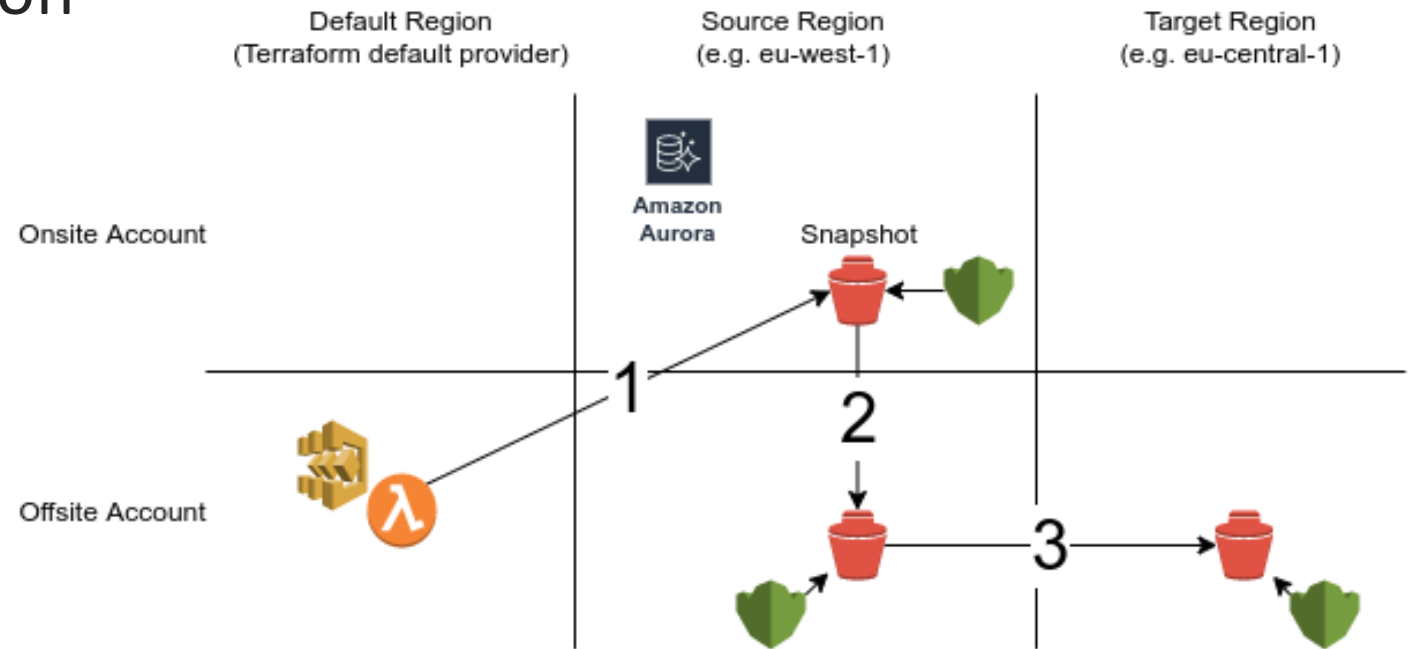 Default Region
(Terraform default provider)
Source Region
(e.g. eu-west-1)
Target Region
(e.g. eu-central-1)
Amazon
Aurora
Onsite Account
Snapshot
1
2
Offsite Account
λ
3